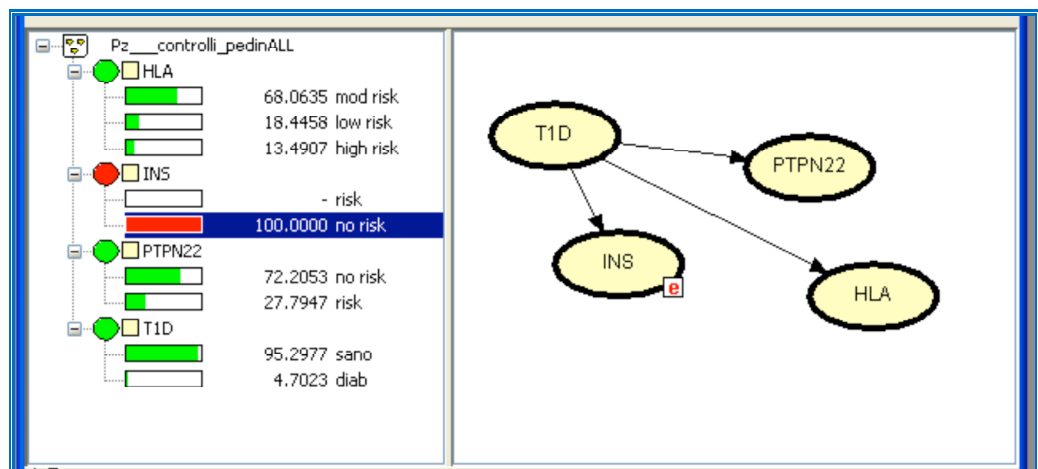 Pz___controlli_pedinALL
HLA
68.0635 mod risk
18.4458 low risk
13.4907 high risk
INS
- risk
100.0000 no risk
PTPN22
72.2053 no risk
27.7947 risk
T1D
95.2977 sano
4.7023 diab
T1D
PTPN22
INS
e
HLA